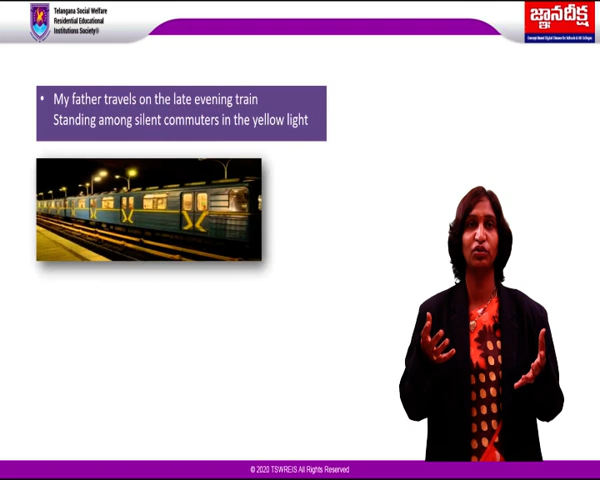 Telangana Social Welfare
Residential Educational
Institutions Society®
జ్ఞానదీక్ష
• My father travels on the late evening train
Standing among silent commuters in the yellow light
© 2020 TSWREIS All Rights Reserved